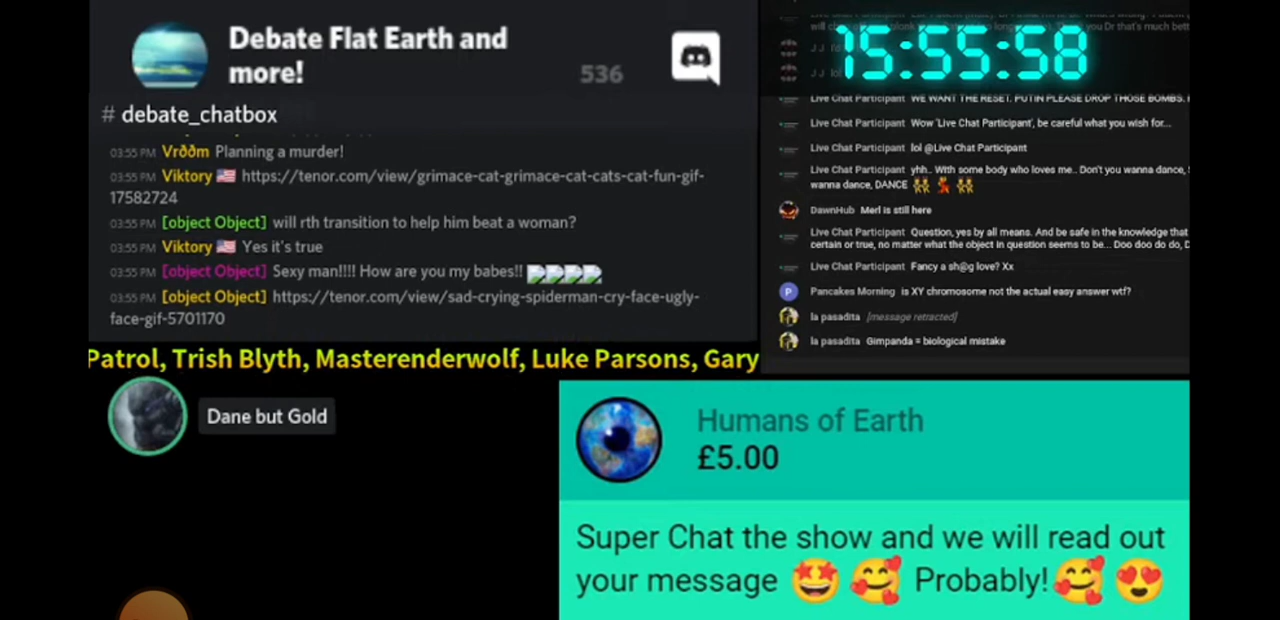 Debate Flat Earth and
more!
536
# debate_chatbox
03:55 PM Vrððm Planning a murder!
03:55 PM Viktory 🇺🇸 https://tenor.com/view/grimace-cat-grimace-cat-cats-cat-fun-gif-
17582724
03:55 PM [object Object] will rth transition to help him beat a woman?
03:55 PM Viktory 🇺🇸 Yes it's true
03:55 PM [object Object] Sexy man!!!! How are you my babes!!
03:55 PM [object Object] https://tenor.com/view/sad-crying-spiderman-cry-face-ugly-
face-gif-5701170
Patrol, Trish Blyth, Masterenderwolf, Luke Parsons, Gary
15:55:58
J J
J J lol
Live Chat Participant WE WANT THE RESET. PUTIN PLEASE DROP THOSE BOMBS.
Live Chat Participant Wow 'Live Chat Participant', be careful what you wish for...
Live Chat Participant lol @Live Chat Participant
Live Chat Participant yhh.. With some body who loves me.. Don't you wanna dance,
wanna dance, DANCE 👯 💃 👯
DawnHub Merl is still here
Live Chat Participant Question, yes by all means. And be safe in the knowledge that
certain or true, no matter what the object in question seems to be... Doo doo do do, D
Live Chat Participant Fancy a sh@g love? Xx
P Pancakes Morning is XY chromosome not the actual easy answer wtf?
la pasadita [message retracted]
la pasadita Gimpanda = biological mistake
Dane but Gold
Humans of Earth
£5.00
Super Chat the show and we will read out
your message 🤩 🥰 Probably! 🥰 😍